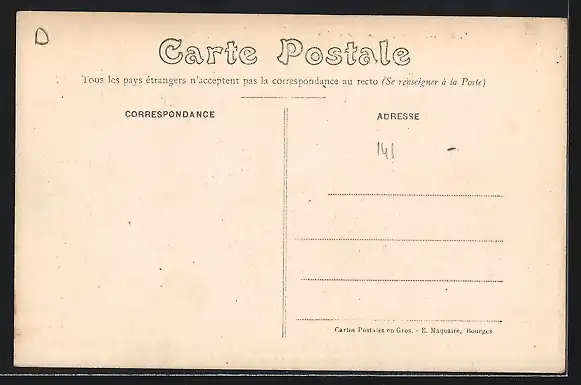 D
Carte Postale
Tous les pays étrangers n'acceptent pas la correspondance au recto (Se renseigner à la Poste)
CORRESPONDANCE
ADRESSE
141
Cartes Postales en Gros. - E. Maquaire, Bourges